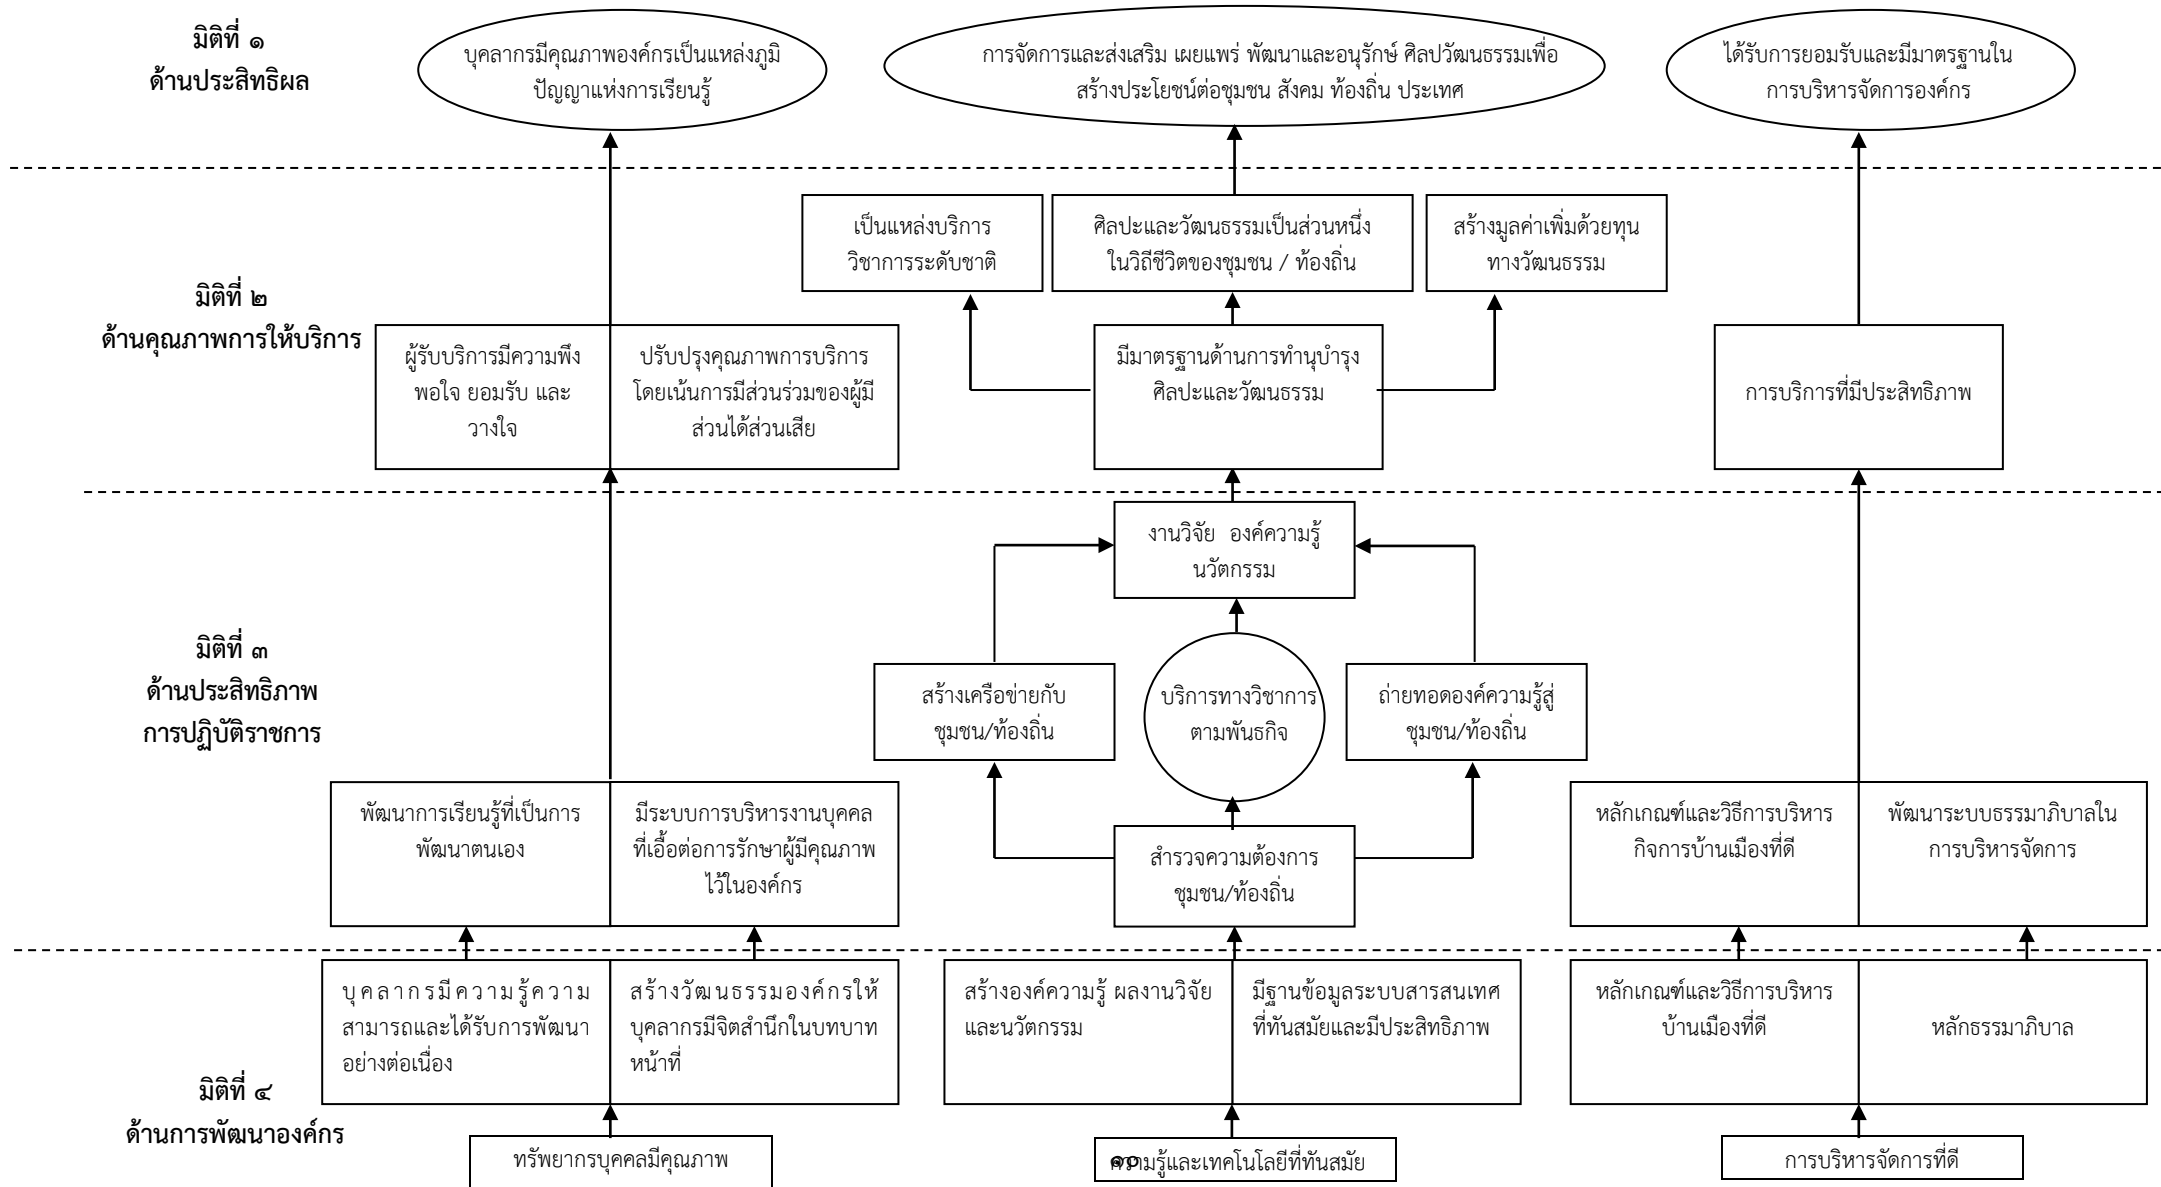 มิติที่ ๑
ด้านประสิทธิผล
บุคลากรมีคุณภาพองค์กรเป็นแหล่งภูมิ
ปัญญาแห่งการเรียนรู้
การจัดการและส่งเสริม เผยแพร่ พัฒนาและอนุรักษ์ ศิลปวัฒนธรรมเพื่อ
สร้างประโยชน์ต่อชุมชน สังคม ท้องถิ่น ประเทศ
ได้รับการยอมรับและมีมาตรฐานใน
การบริหารจัดการองค์กร
มิติที่ ๒
ด้านคุณภาพการให้บริการ
เป็นแหล่งบริการ
วิชาการระดับชาติ
ศิลปะและวัฒนธรรมเป็นส่วนหนึ่ง
ในวิถีชีวิตของชุมชน / ท้องถิ่น
สร้างมูลค่าเพิ่มด้วยทุน
ทางวัฒนธรรม
ผู้รับบริการมีความพึง
พอใจ ยอมรับ และ
วางใจ
ปรับปรุงคุณภาพการบริการ
โดยเน้นการมีส่วนร่วมของผู้มี
ส่วนได้ส่วนเสีย
มีมาตรฐานด้านการทำนุบำรุง
ศิลปะและวัฒนธรรม
การบริการที่มีประสิทธิภาพ
มิติที่ ๓
ด้านประสิทธิภาพ
การปฏิบัติราชการ
งานวิจัย องค์ความรู้
นวัตกรรม
สร้างเครือข่ายกับ
ชุมชน/ท้องถิ่น
บริการทางวิชาการ
ตามพันธกิจ
ถ่ายทอดองค์ความรู้สู่
ชุมชน/ท้องถิ่น
พัฒนาการเรียนรู้ที่เป็นการ
พัฒนาตนเอง
มีระบบการบริหารงานบุคคล
ที่เอื้อต่อการรักษาผู้มีคุณภาพ
ไว้ในองค์กร
สำรวจความต้องการ
ชุมชน/ท้องถิ่น
หลักเกณฑ์และวิธีการบริหาร
กิจการบ้านเมืองที่ดี
พัฒนาระบบธรรมาภิบาลใน
การบริหารจัดการ
มิติที่ ๔
ด้านการพัฒนาองค์กร
บุคลากรมีความรู้ความ
สามารถและได้รับการพัฒนา
อย่างต่อเนื่อง
สร้างวัฒนธรรมองค์กรให้
บุคลากรมีจิตสำนึกในบทบาท
หน้าที่
สร้างองค์ความรู้ ผลงานวิจัย
และนวัตกรรม
มีฐานข้อมูลระบบสารสนเทศ
ที่ทันสมัยและมีประสิทธิภาพ
หลักเกณฑ์และวิธีการบริหาร
บ้านเมืองที่ดี
หลักธรรมาภิบาล
ทรัพยากรบุคคลมีคุณภาพ
ความรู้และเทคโนโลยีที่ทันสมัย
๑๐
การบริหารจัดการที่ดี